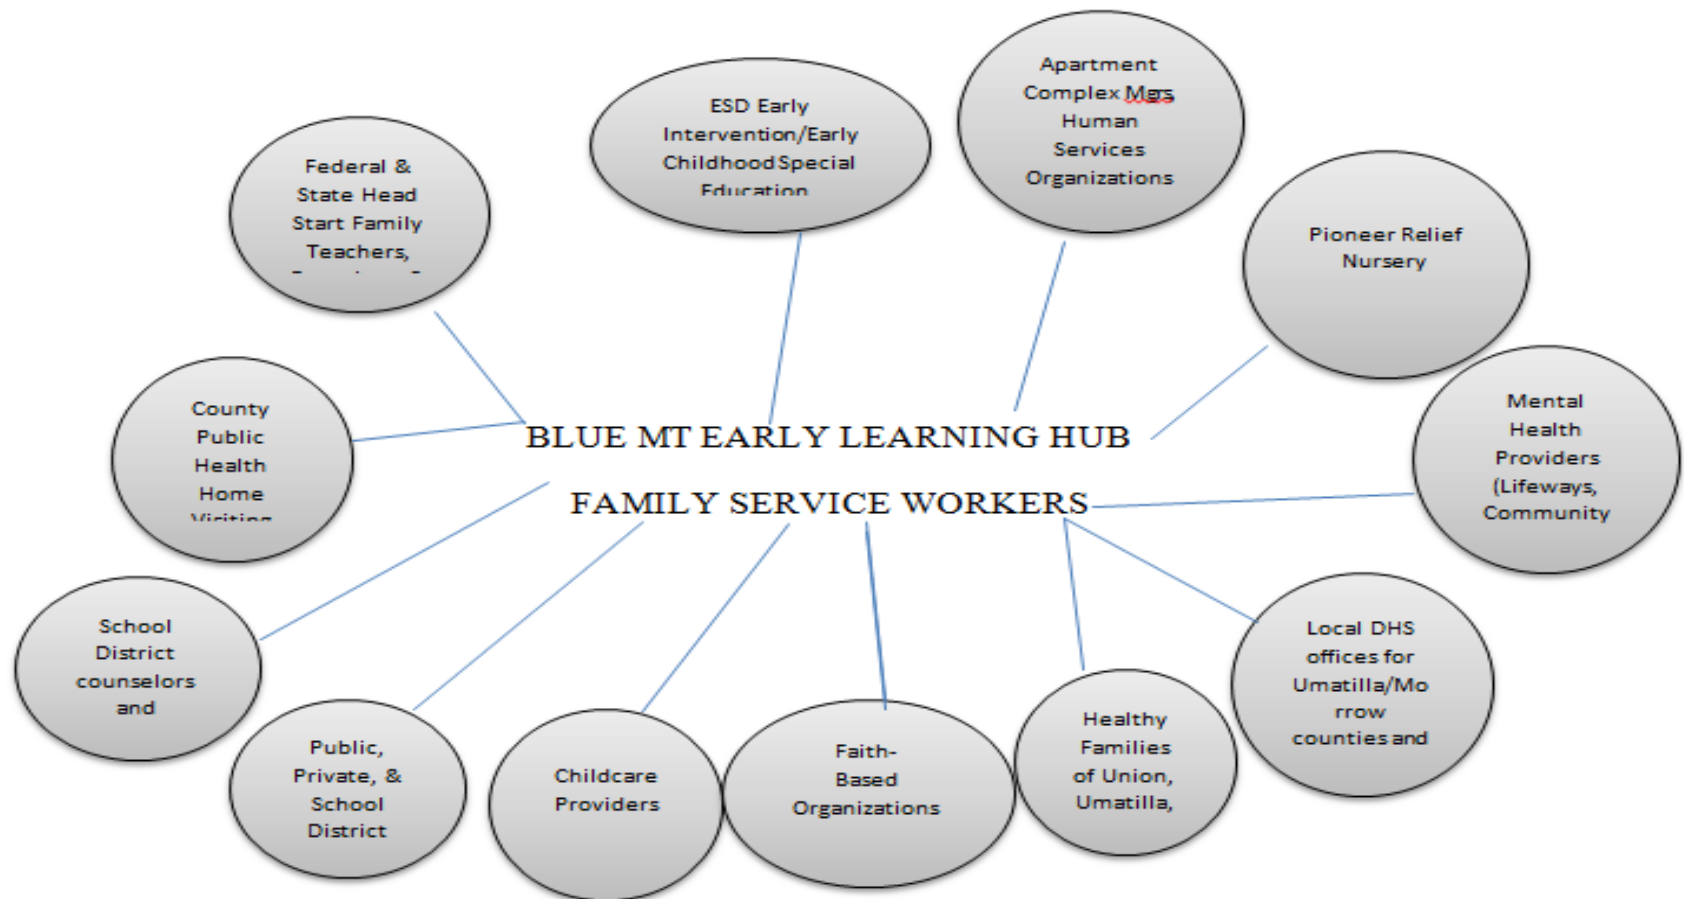 Apartment
Complex Mgrs
Human
Services
Organizations
ESD Early
Intervention/Early
Childhood Special
Education
Federal &
State Head
Start Family
Teachers,
Pioneer Relief
Nursery
County
Public
Health
Home
Visiting
Mental
Health
Providers
(Lifeways,
Community
BLUE MT EARLY LEARNING HUB
FAMILY SERVICE WORKERS
School
District
counselors
and
Local DHS
offices for
Umatilla/Mo
rrow
counties and
Public,
Private, &
School
District
Childcare
Providers
Faith-
Based
Organizations
Healthy
Families
of Union,
Umatilla,